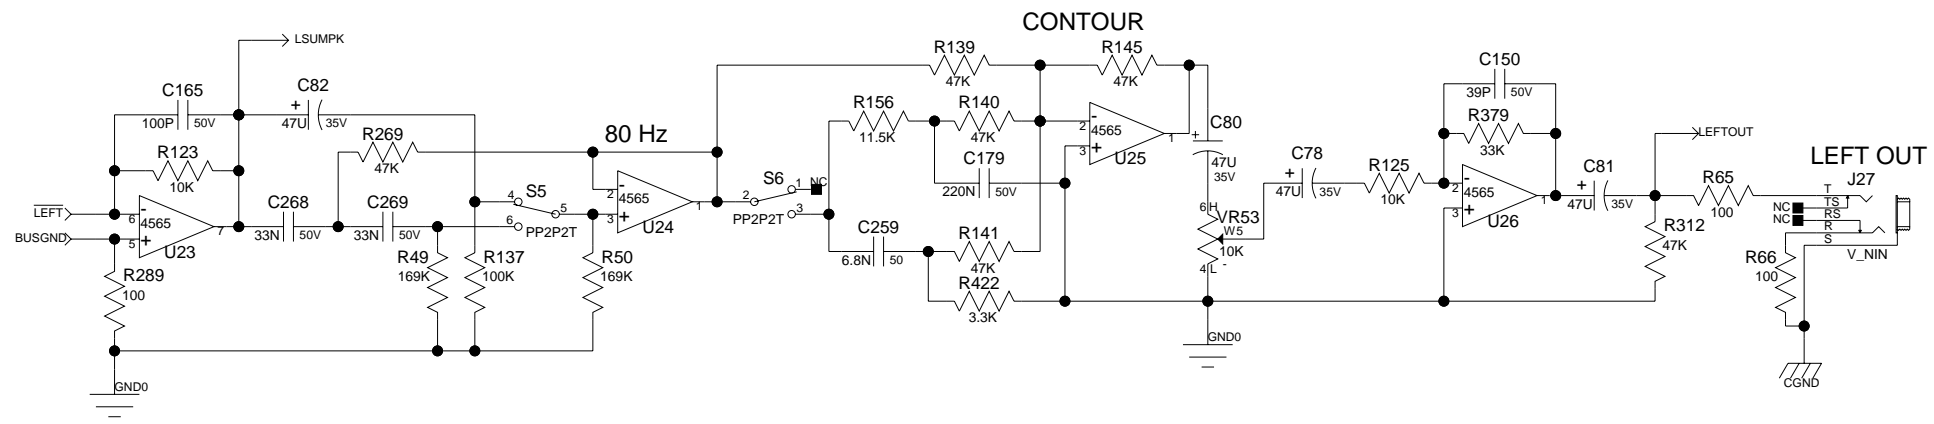 CONTOUR
LSUMPK
R139
47K
R145
47K
C165
100P 50V
C82
+
47U 35V
R123
10K
R269
47K
80 Hz
R156
11.5K
R140
47K
C179
220N 50V
2 -
4565
3 +
1
U25
C80
+
47U
35V
C150
39P 50V
R379
33K
LEFTOUT
LEFT OUT
LEFT
BUSGND
6 -
4565
5 +
7
U23
C268
33N 50V
C269
33N 50V
S5
4
5
6
PP2P2T
2 -
4565
3 +
1
U24
S6
1 NC
2
PP2P2T 3
C259
6.8N 50
R141
47K
R422
3.3K
6 H
VR53
W 5
10K
4 L -
C78
+
47U 35V
R125
10K
2 -
4565
3 +
1
U26
C81
+
47U 35V
R65
100
R312
47K
J27
T
NC TS
NC RS
R
S
V_NIN
R66
100
R289
100
R49
169K
R137
100K
R50
169K
GND0
GND0
CGND